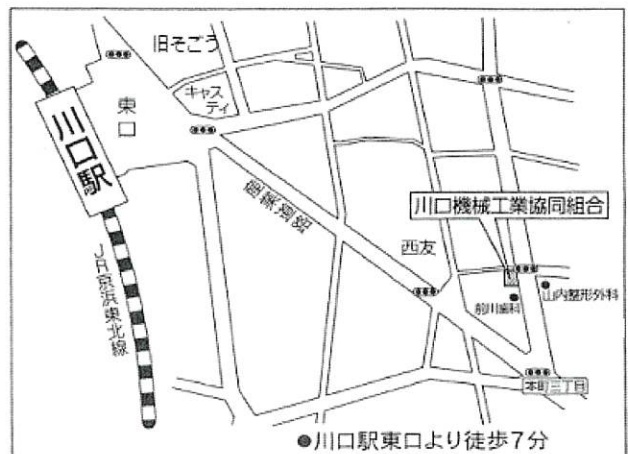 旧そごう
キャス
ティ
東口
川口駅
産業道路
川口機械工業協同組合
西友
JR京浜東北線
前川歯科
山内整形外科
本町三丁目
●川口駅東口より徒歩7分